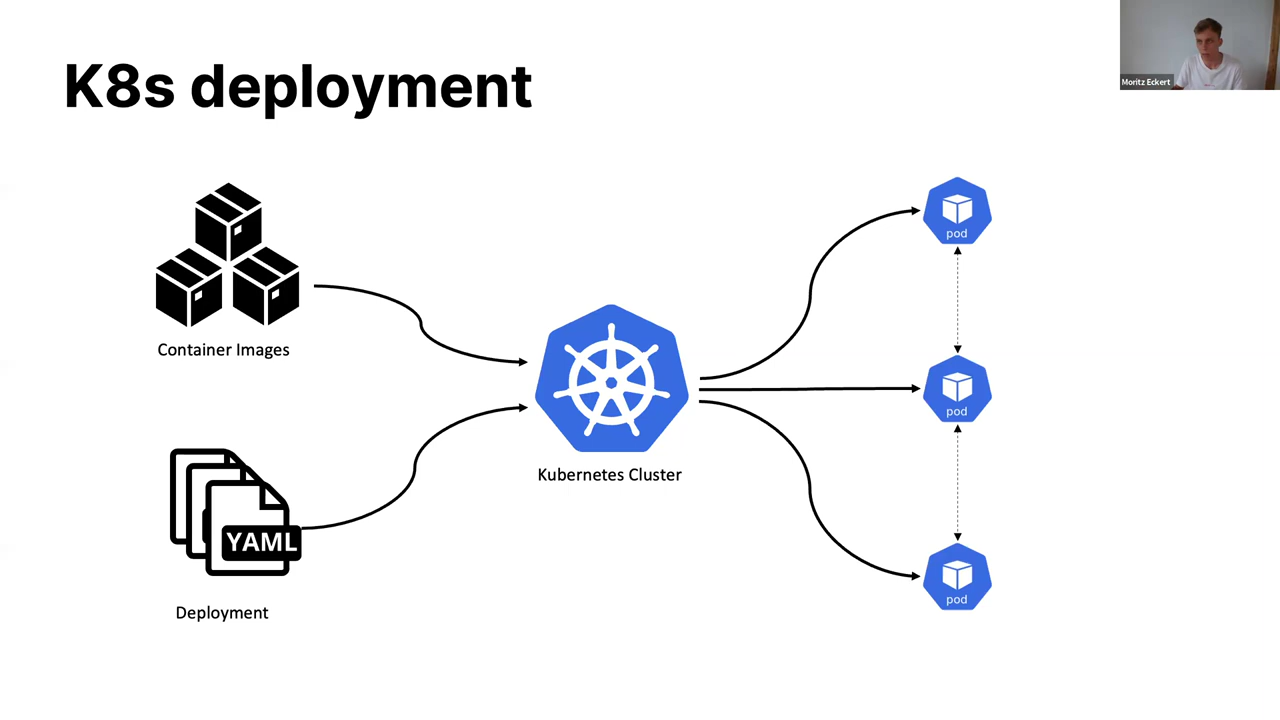 K8s deployment
Moritz Eckert
Container Images
YAML
Deployment
Kubernetes Cluster
pod
pod
pod